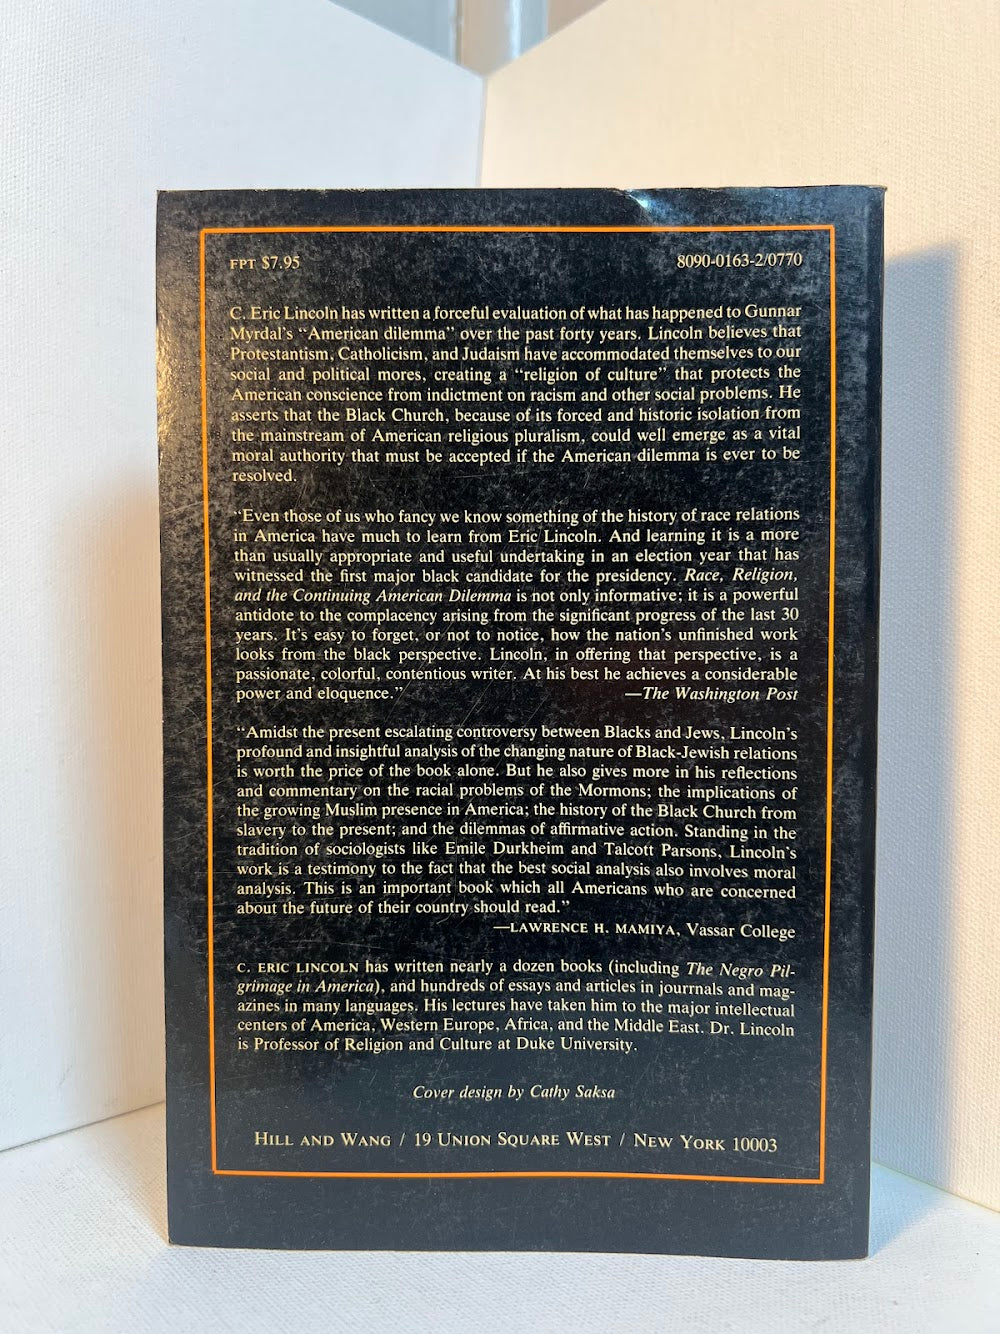 FPT $7.95 8090-0163-2/0770
C. Eric Lincoln has written a forceful evaluation of what has happened to Gunnar
Myrdal's "American dilemma" over the past forty years. Lincoln believes that
Protestantism, Catholicism, and Judaism have accommodated themselves to our
social and political mores, creating a "religion of culture" that protects the
American conscience from indictment on racism and other social problems. He
asserts that the Black Church, because of its forced and historic isolation from
the mainstream of American religious pluralism, could well emerge as a vital
moral authority that must be accepted if the American dilemma is ever to be
resolved.
"Even those of us who fancy we know something of the history of race relations
in America have much to learn from Eric Lincoln. And learning it is a more
than usually appropriate and useful undertaking in an election year that has
witnessed the first major black candidate for the presidency. Race, Religion,
and the Continuing American Dilemma is not only informative; it is a powerful
antidote to the complacency arising from the significant progress of the last 30
years. It's easy to forget, or not to notice, how the nation's unfinished work
looks from the black perspective. Lincoln, in offering that perspective, is a
passionate, colorful, contentious writer. At his best he achieves a considerable
power and eloquence." —The Washington Post
"Amidst the present escalating controversy between Blacks and Jews, Lincoln's
profound and insightful analysis of the changing nature of Black-Jewish relations
is worth the price of the book alone. But he also gives more in his reflections
and commentary on the racial problems of the Mormons; the implications of
the growing Muslim presence in America; the history of the Black Church from
slavery to the present; and the dilemmas of affirmative action. Standing in the
tradition of sociologists like Emile Durkheim and Talcott Parsons, Lincoln's
work is a testimony to the fact that the best social analysis also involves moral
analysis. This is an important book which all Americans who are concerned
about the future of their country should read."
—LAWRENCE H. MAMIYA, Vassar College
C. ERIC LINCOLN has written nearly a dozen books (including The Negro Pil-
grimage in America), and hundreds of essays and articles in jourrnals and mag-
azines in many languages. His lectures have taken him to the major intellectual
centers of America, Western Europe, Africa, and the Middle East. Dr. Lincoln
is Professor of Religion and Culture at Duke University.
Cover design by Cathy Saksa
HILL AND WANG / 19 UNION SQUARE WEST / NEW YORK 10003